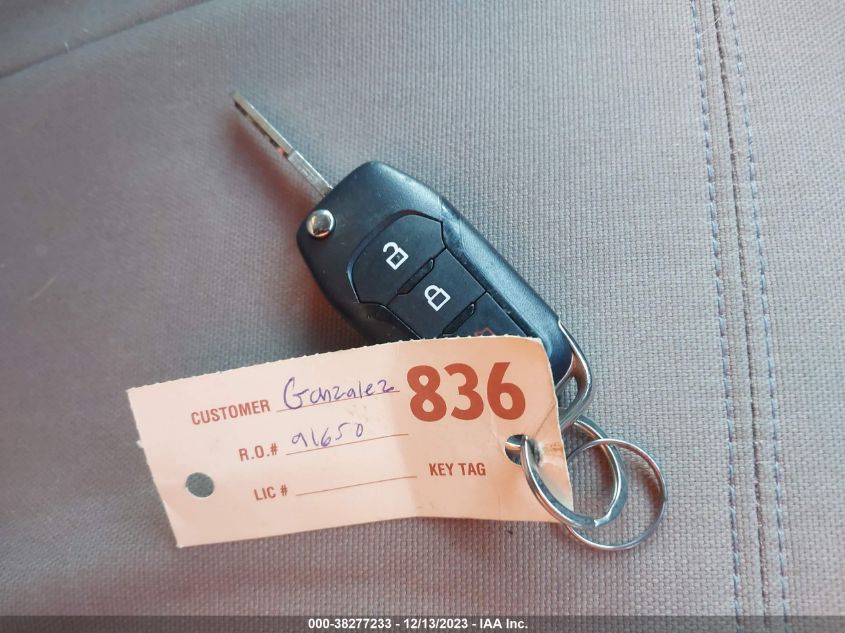 CUSTOMER Gonzalez 836
R.O.# 91650
LIC # KEY TAG
000-38277233 - 12/13/2023 - IAA Inc.